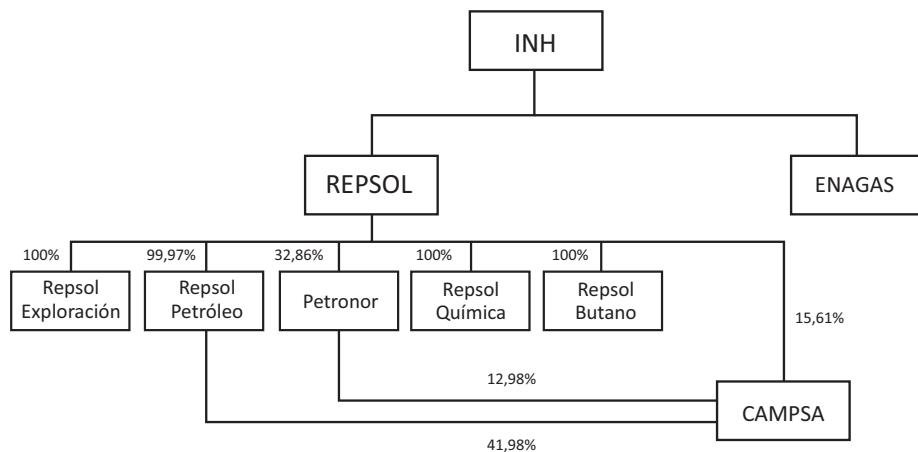 INH
REPSOL
ENAGAS
100%
99,97%
32,86%
100%
100%
Repsol
Exploración
Repsol
Petróleo
Petronor
Repsol
Química
Repsol
Butano
15,61%
12,98%
CAMPSA
41,98%